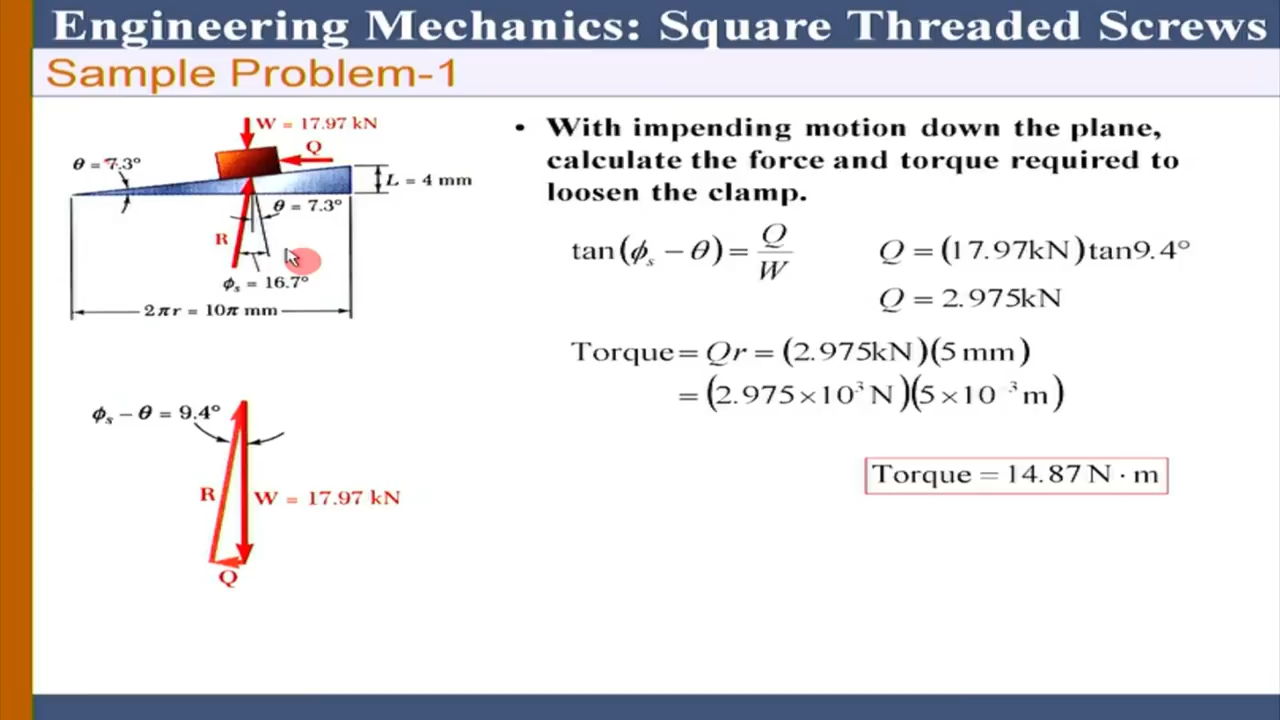 Engineering Mechanics: Square Threaded Screws
Sample Problem-1
W = 17.97 kN
Q
θ = 7.3°
L = 4 mm
θ = 7.3°
R
ϕs = 16.7°
2πr = 10π mm
• With impending motion down the plane,
calculate the force and torque required to
loosen the clamp.
tan(ϕs − θ) = Q/W
Q = (17.97kN)tan9.4°
Q = 2.975kN
Torque = Qr = (2.975kN)(5 mm)
= (2.975×10³ N)(5×10⁻³ m)
Torque = 14.87 N · m
ϕs − θ = 9.4°
R
W = 17.97 kN
Q